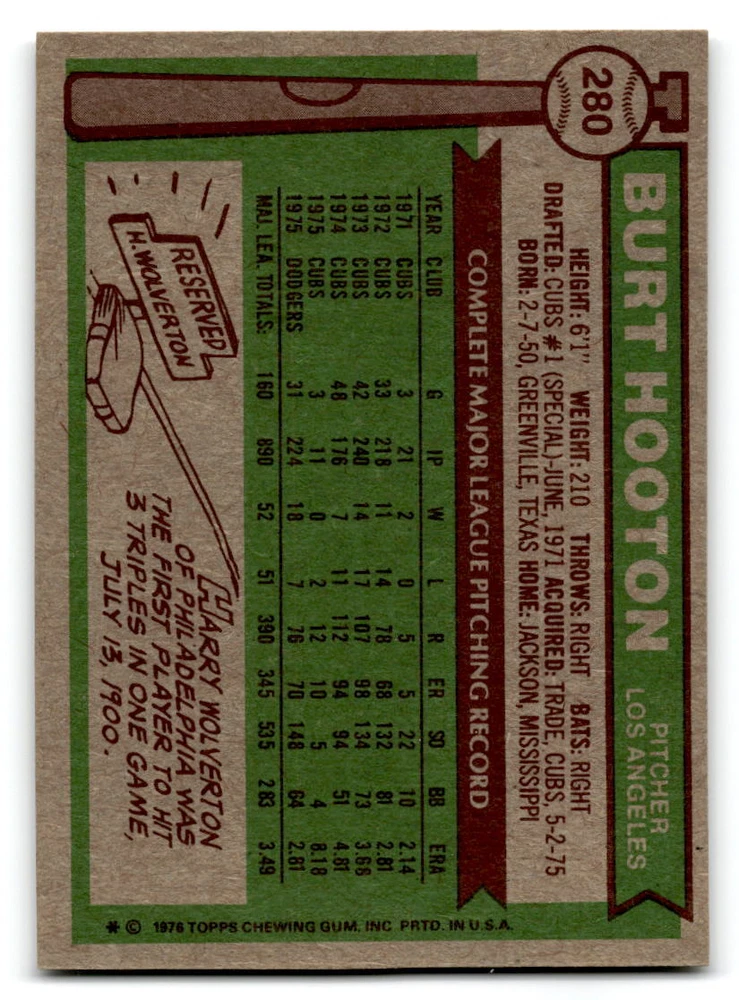 280
BURT HOOTON
PITCHER
LOS ANGELES
HEIGHT: 6'1" WEIGHT: 210 THROWS: RIGHT BATS: RIGHT
DRAFTED: CUBS #1 (SPECIAL)-JUNE, 1971 ACQUIRED: TRADE, CUBS, 5-2-75
BORN: 2-7-50, GREENVILLE, TEXAS HOME: JACKSON, MISSISSIPPI
COMPLETE MAJOR LEAGUE PITCHING RECORD
YEAR CLUB G IP W L R ER SO BB ERA
1971 CUBS 3 21 2 0 5 5 22 10 2.14
1972 CUBS 33 218 11 14 78 68 132 81 2.81
1973 CUBS 42 240 14 17 107 98 134 73 3.68
1974 CUBS 48 176 7 11 112 94 94 51 4.81
1975 CUBS 3 11 0 2 12 10 5 4 8.18
1975 DODGERS 31 224 18 7 76 70 148 64 2.81
MAJ. LEA. TOTALS: 160 890 52 51 390 345 535 283 3.49
RESERVED
H. WOLVERTON
HARRY WOLVERTON
OF PHILADELPHIA WAS
THE FIRST PLAYER TO HIT
3 TRIPLES IN ONE GAME,
JULY 13, 1900.
* © 1976 TOPPS CHEWING GUM, INC PRTD. IN U.S.A.